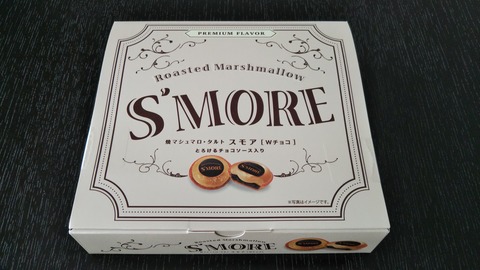 PREMIUM FLAVOR
Roasted Marshmallow
S'MORE
焼マシュマロ・タルト スモア [Wチョコ]
とろけるチョコソース入り
※写真はイメージです。
Roasted Marshmallow
S'MORE